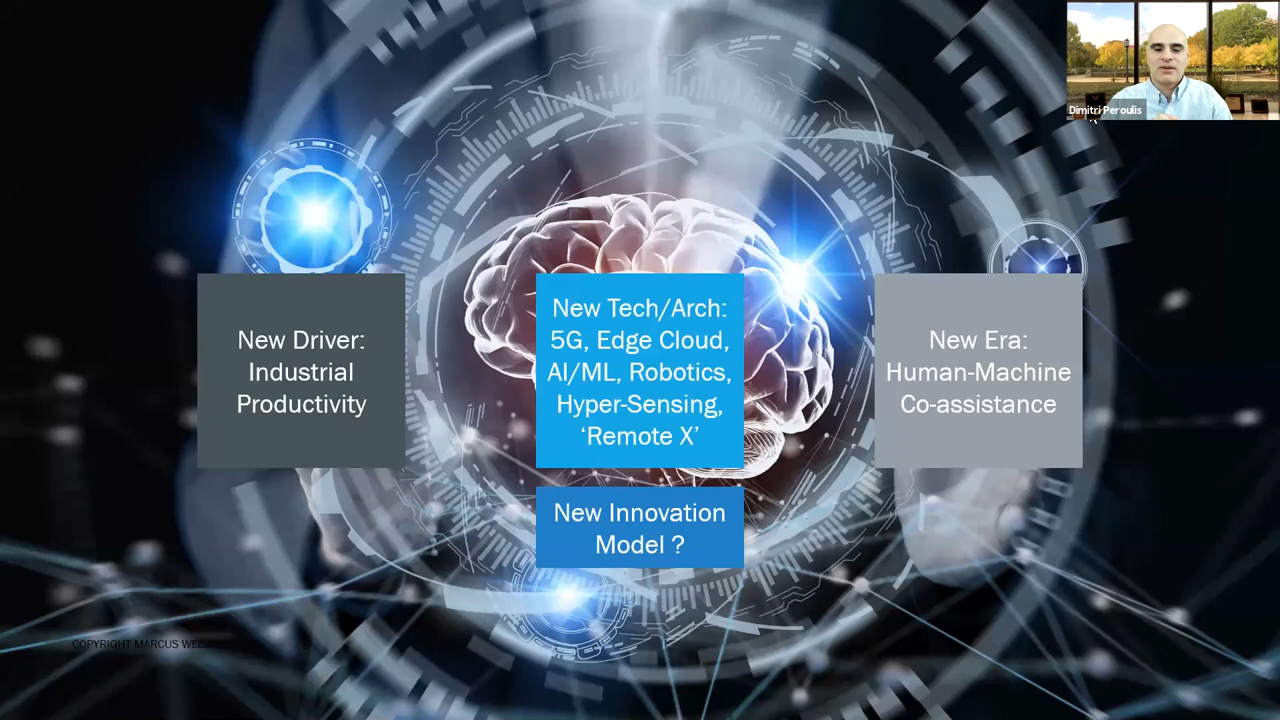 Dimitri Peroulis
New Driver:
Industrial
Productivity
New Tech/Arch:
5G, Edge Cloud,
AI/ML, Robotics,
Hyper-Sensing,
‘Remote X’
New Era:
Human-Machine
Co-assistance
New Innovation
Model ?
COPYRIGHT MARCUS